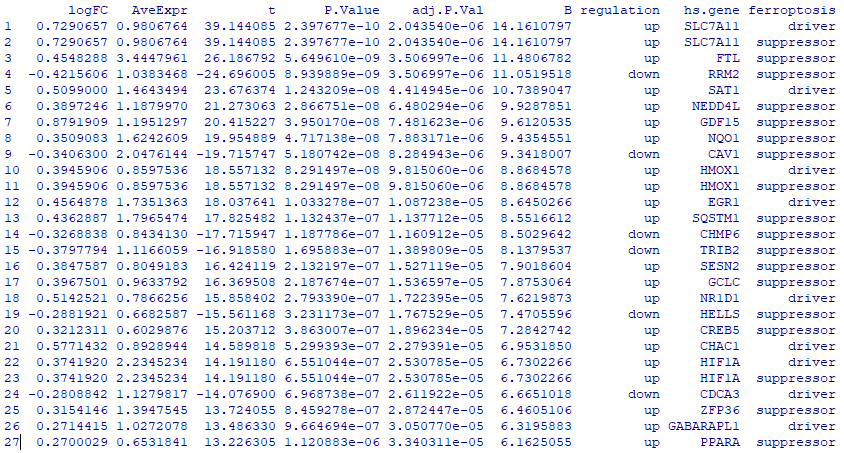 logFC AveExpr t P.Value adj.P.Val B regulation hs.gene ferroptosis
1 0.7290657 0.9806764 39.144085 2.397677e-10 2.043540e-06 14.1610797 up SLC7A11 driver
2 0.7290657 0.9806764 39.144085 2.397677e-10 2.043540e-06 14.1610797 up SLC7A11 suppressor
3 0.4548288 3.4447961 26.186792 5.649610e-09 3.506997e-06 11.4806782 up FTL suppressor
4 -0.4215606 1.0383468 -24.696005 8.939889e-09 3.506997e-06 11.0519518 down RRM2 suppressor
5 0.5099000 1.4643494 23.676374 1.243209e-08 4.414945e-06 10.7389047 up SAT1 driver
6 0.3897246 1.1879970 21.273063 2.866751e-08 6.480294e-06 9.9287851 up NEDD4L suppressor
7 0.8791909 1.1951297 20.415227 3.950170e-08 7.481623e-06 9.6120535 up GDF15 suppressor
8 0.3509083 1.6242609 19.954889 4.717138e-08 7.883171e-06 9.4354551 up NQO1 suppressor
9 -0.3406300 2.0476144 -19.715747 5.180742e-08 8.284943e-06 9.3418007 down CAV1 suppressor
10 0.3945906 0.8597536 18.557132 8.291497e-08 9.815060e-06 8.8684578 up HMOX1 driver
11 0.3945906 0.8597536 18.557132 8.291497e-08 9.815060e-06 8.8684578 up HMOX1 suppressor
12 0.4564878 1.7351363 18.037641 1.033278e-07 1.087238e-05 8.6450266 up EGR1 driver
13 0.4362887 1.7965474 17.825482 1.132437e-07 1.137712e-05 8.5516612 up SQSTM1 suppressor
14 -0.3268838 0.8434130 -17.715947 1.187786e-07 1.160912e-05 8.5029642 down CHMP6 suppressor
15 -0.3797794 1.1166059 -16.918580 1.695883e-07 1.389809e-05 8.1379537 down TRIB2 suppressor
16 0.3847587 0.8049183 16.424119 2.132197e-07 1.527119e-05 7.9018604 up SESN2 suppressor
17 0.3967501 0.9633792 16.369508 2.187674e-07 1.536597e-05 7.8753064 up GCLC suppressor
18 0.5142521 0.7866256 15.858402 2.793390e-07 1.722395e-05 7.6219873 up NR1D1 driver
19 -0.2881921 0.6682587 -15.561168 3.231173e-07 1.767529e-05 7.4705596 down HELLS suppressor
20 0.3212311 0.6029876 15.203712 3.863007e-07 1.896234e-05 7.2842742 up CREB5 suppressor
21 0.5771432 0.8928944 14.589818 5.299393e-07 2.279391e-05 6.9531850 up CHAC1 driver
22 0.3741920 2.2345234 14.191180 6.551044e-07 2.530785e-05 6.7302266 up HIF1A driver
23 0.3741920 2.2345234 14.191180 6.551044e-07 2.530785e-05 6.7302266 up HIF1A suppressor
24 -0.2808842 1.1279817 -14.076900 6.968738e-07 2.611922e-05 6.6651018 down CDCA3 suppressor
25 0.3154146 1.3947545 13.724055 8.459278e-07 2.872447e-05 6.4605106 up ZFP36 suppressor
26 0.2714415 1.0272078 13.486330 9.664694e-07 3.050770e-05 6.3195883 up GABARAPL1 driver
27 0.2700029 0.6531841 13.226305 1.120883e-06 3.340311e-05 6.1625055 up PPARA suppressor